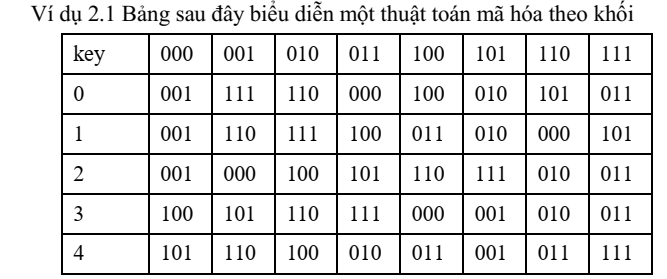 Ví dụ 2.1 Bảng sau đây biểu diễn một thuật toán mã hóa theo khối
key 000 001 010 011 100 101 110 111
0 001 111 110 000 100 010 101 011
1 001 110 111 100 011 010 000 101
2 001 000 100 101 110 111 010 011
3 100 101 110 111 000 001 010 011
4 101 110 100 010 011 001 011 111